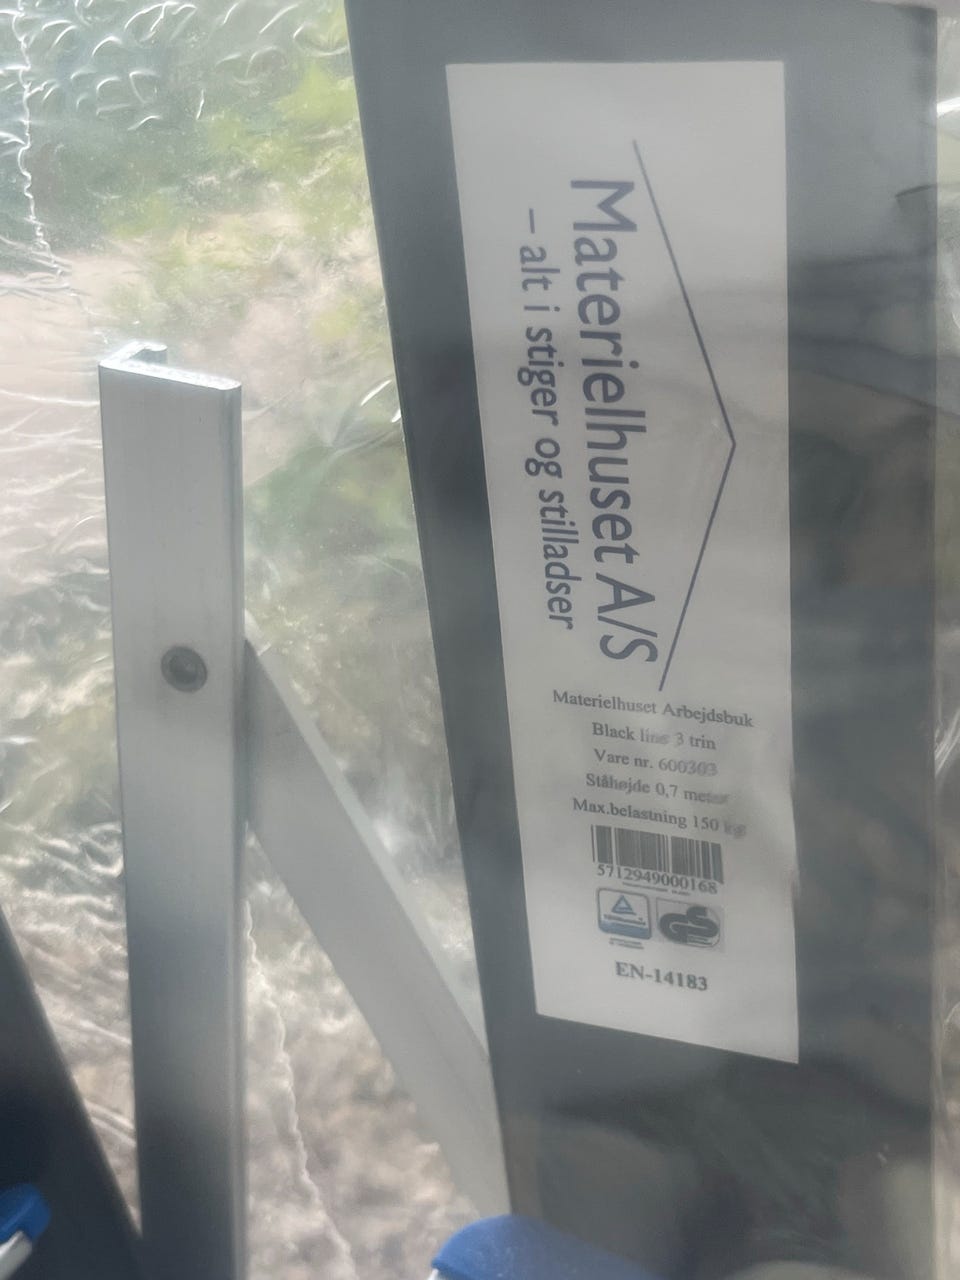 Materielhuset A/S
– alt i stiger og stilladser
Materielhuset Arbejdsbuk
Black line 3 trin
Vare nr. 600303
Ståhøjde 0,7 meter
Max.belastning 150 kg
5712949000168
GS
EN-14183